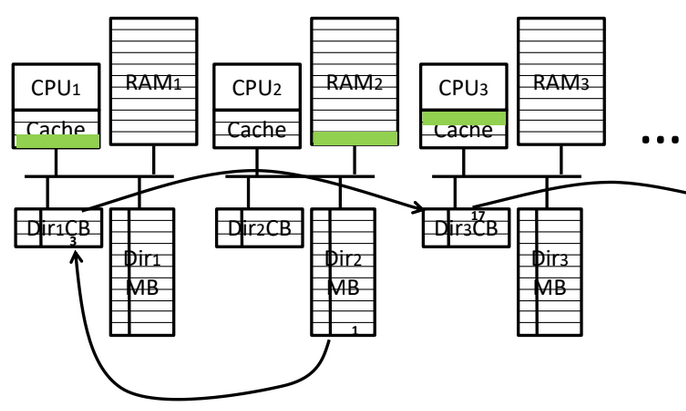 CPU1
Cache
RAM1
CPU2
Cache
RAM2
CPU3
Cache
RAM3
...
Dir1CB
3
Dir1
MB
Dir2CB
Dir2
MB
1
17
Dir3CB
Dir3
MB